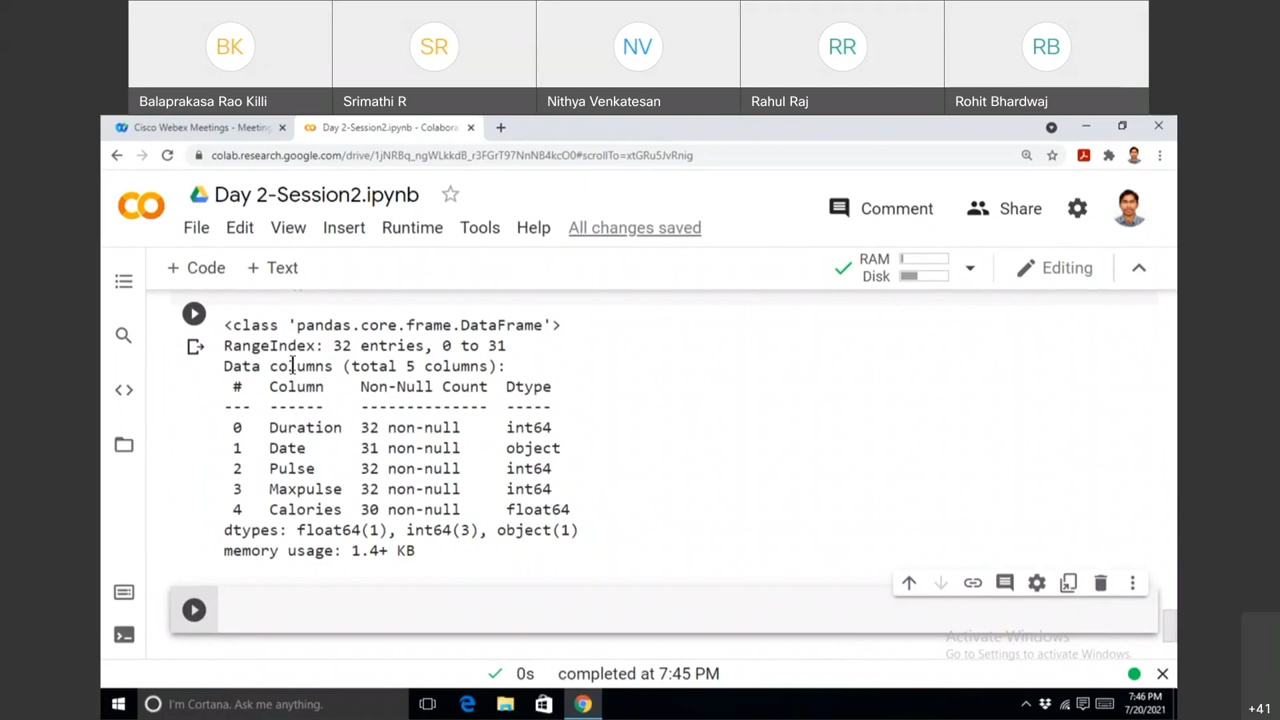 BK
SR
NV
RR
RB
Balaprakasa Rao Killi
Srimathi R
Nithya Venkatesan
Rahul Raj
Rohit Bhardwaj
Cisco Webex Meetings - Meeting
Day 2-Session2.ipynb - Colabora
colab.research.google.com/drive/1jNRBq_ngWLkkdB_r3FGrT97NnNB4kcO0#scrollTo=xtGRu5JvRnig
CO
Day 2-Session2.ipynb
Comment
Share
File Edit View Insert Runtime Tools Help All changes saved
+ Code + Text
RAM
Disk
Editing
<class 'pandas.core.frame.DataFrame'>
RangeIndex: 32 entries, 0 to 31
Data columns (total 5 columns):
# Column Non-Null Count Dtype
--- ------ -------------- -----
0 Duration 32 non-null int64
1 Date 31 non-null object
2 Pulse 32 non-null int64
3 Maxpulse 32 non-null int64
4 Calories 30 non-null float64
dtypes: float64(1), int64(3), object(1)
memory usage: 1.4+ KB
Activate Windows
Go to Settings to activate Windows.
0s completed at 7:45 PM
I'm Cortana. Ask me anything.
7:46 PM
7/20/2021
+41